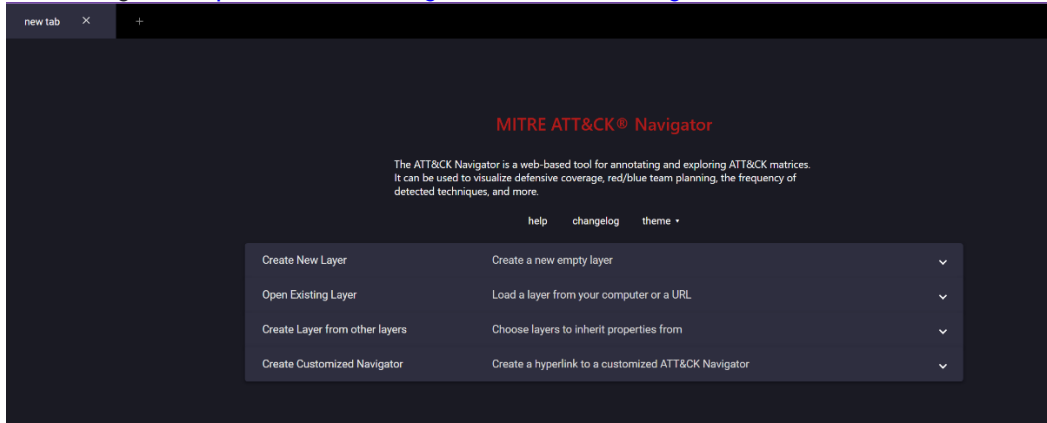 new tab × +
MITRE ATT&CK® Navigator
The ATT&CK Navigator is a web-based tool for annotating and exploring ATT&CK matrices.
It can be used to visualize defensive coverage, red/blue team planning, the frequency of
detected techniques, and more.
help changelog theme
Create New Layer Create a new empty layer
Open Existing Layer Load a layer from your computer or a URL
Create Layer from other layers Choose layers to inherit properties from
Create Customized Navigator Create a hyperlink to a customized ATT&CK Navigator